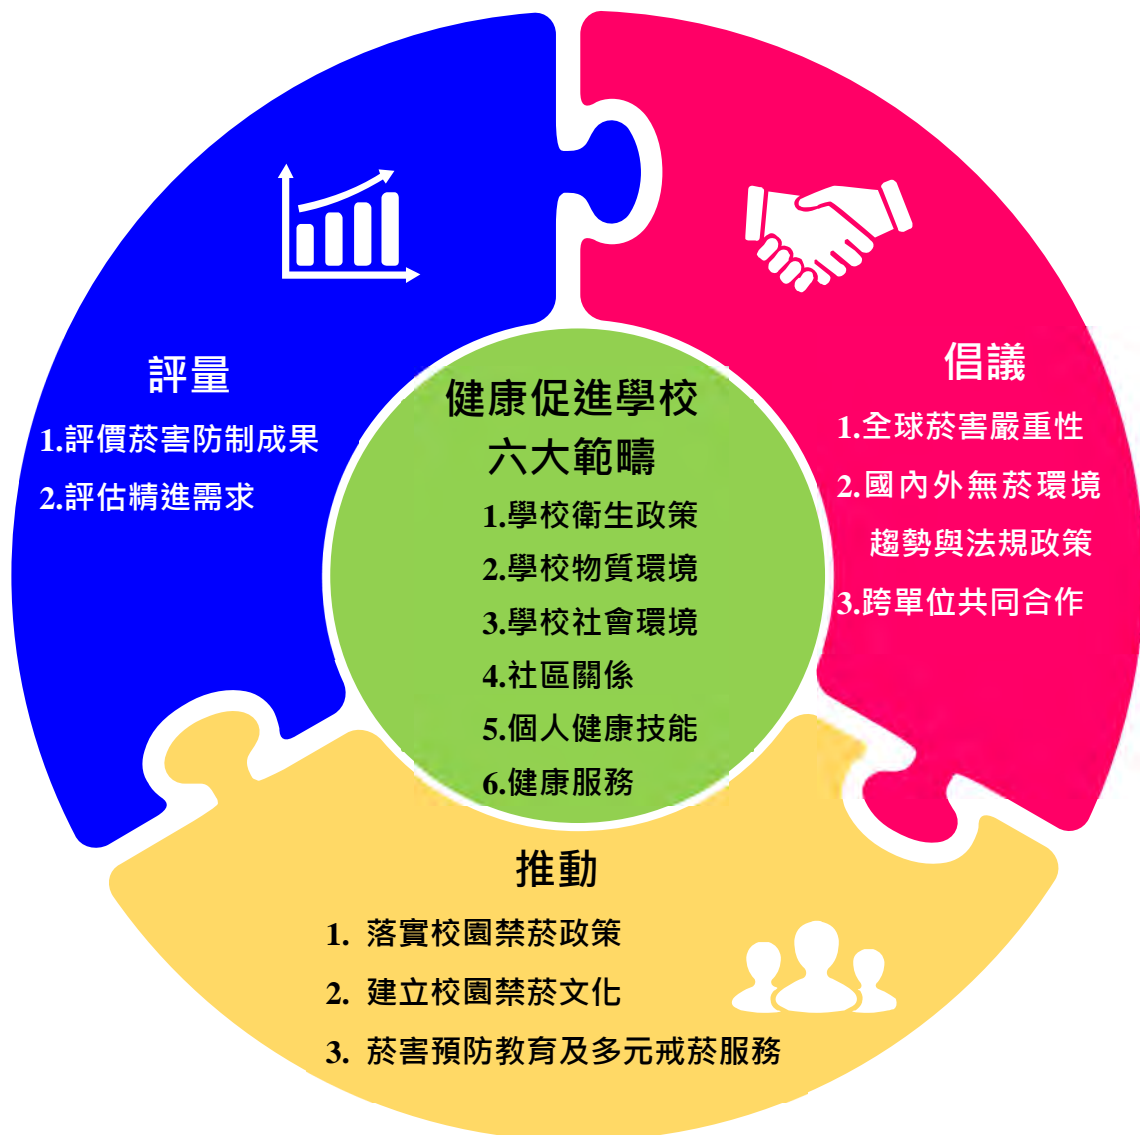 評量
1.評價菸害防制成果
2.評估精進需求
倡議
1.全球菸害嚴重性
2.國內外無菸環境
趨勢與法規政策
3.跨單位共同合作
健康促進學校
六大範疇
1.學校衛生政策
2.學校物質環境
3.學校社會環境
4.社區關係
5.個人健康技能
6.健康服務
推動
1. 落實校園禁菸政策
2. 建立校園禁菸文化
3. 菸害預防教育及多元戒菸服務